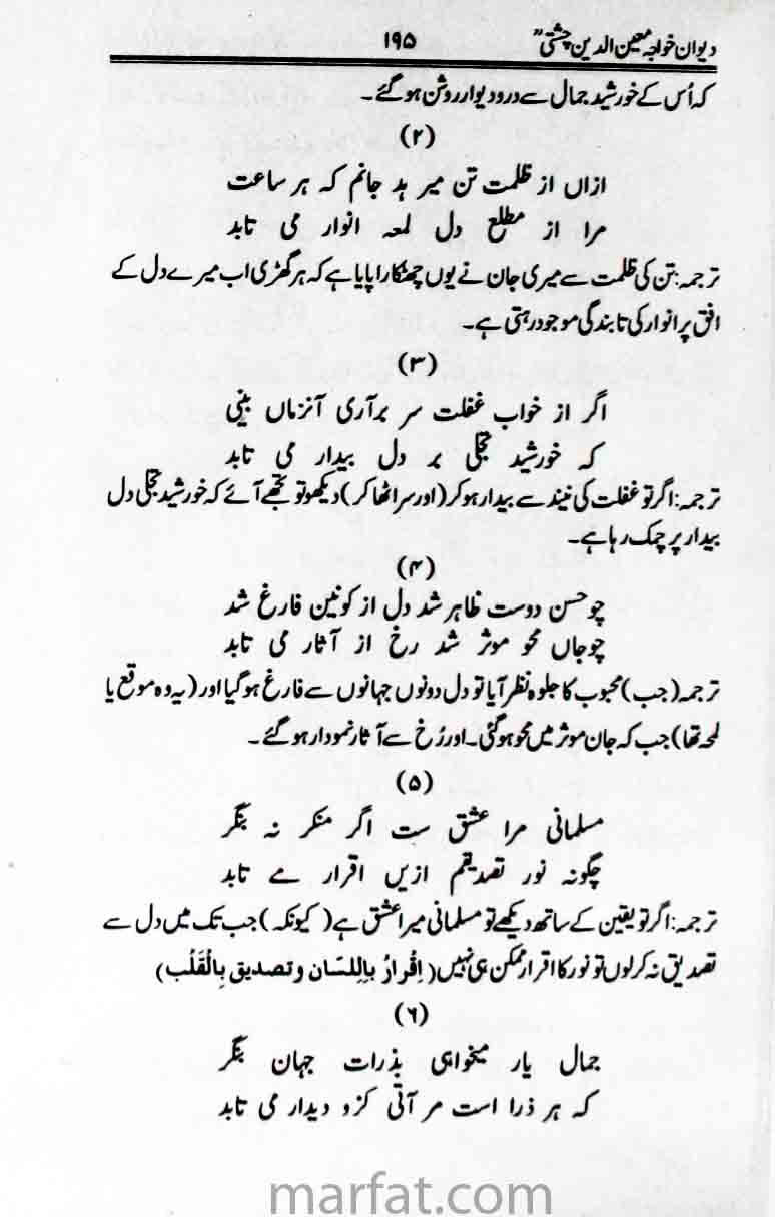 دیوان خواجہ معین الدین چشتیؒ ۱۹۵
کہ اُس کے خورشید جمال سے در و دیوار روشن ہو گئے۔
(۲)
ازاں از ظلمت تن میر ہد جانم کہ ہر ساعت
مرا از مطلع دل لمعہ انوار می تابد
ترجمہ: تن کی ظلمت سے میری جان نے یوں چھٹکارا پایا ہے کہ ہر گھڑی اب میرے دل کے
افق پر انوار کی تابندگی موجود رہتی ہے۔
(۳)
اگر از خواب غفلت سر برآری آنزماں بینی
کہ خورشید تجلی بر دل بیدار می تابد
ترجمہ: اگر تو غفلت کی نیند سے بیدار ہو کر (اور سر اٹھا کر) دیکھو تو تجھے آئے کہ خورشید تجلی دل
بیدار پر چمک رہا ہے۔
(۴)
چو حسن دوست ظاہر شد دل از کونین فارغ شد
چوجاں محو موثر شد رخ از آثار می تابد
ترجمہ (جب) محبوب کا جلوہ نظر آیا تو دل دونوں جہانوں سے فارغ ہو گیا اور (یہ وہ موقع یا
لمحہ تھا) جب کہ جان موثر میں محو ہو گئی۔ اور رُخ سے آثار نمودار ہو گئے۔
(۵)
مسلمانی مرا عشق ست اگر منکر نہ بنگر
چگونہ نور تصدیقم ازیں اقرار مے تابد
ترجمہ: اگر تو یقین کے ساتھ دیکھے تو مسلمانی میرا عشق ہے (کیونکہ) جب تک میں دل سے
تصدیق نہ کر لوں تو نور کا اقرار ممکن ہی نہیں (اِقْرارُ بِاللِسَان و تصدیق بِالْقَلْب)
(۶)
جمال یار میخواہی بذرات جہان بنگر
کہ ہر ذرا است مر آتی کزو دیدار می تابد
marfat.com